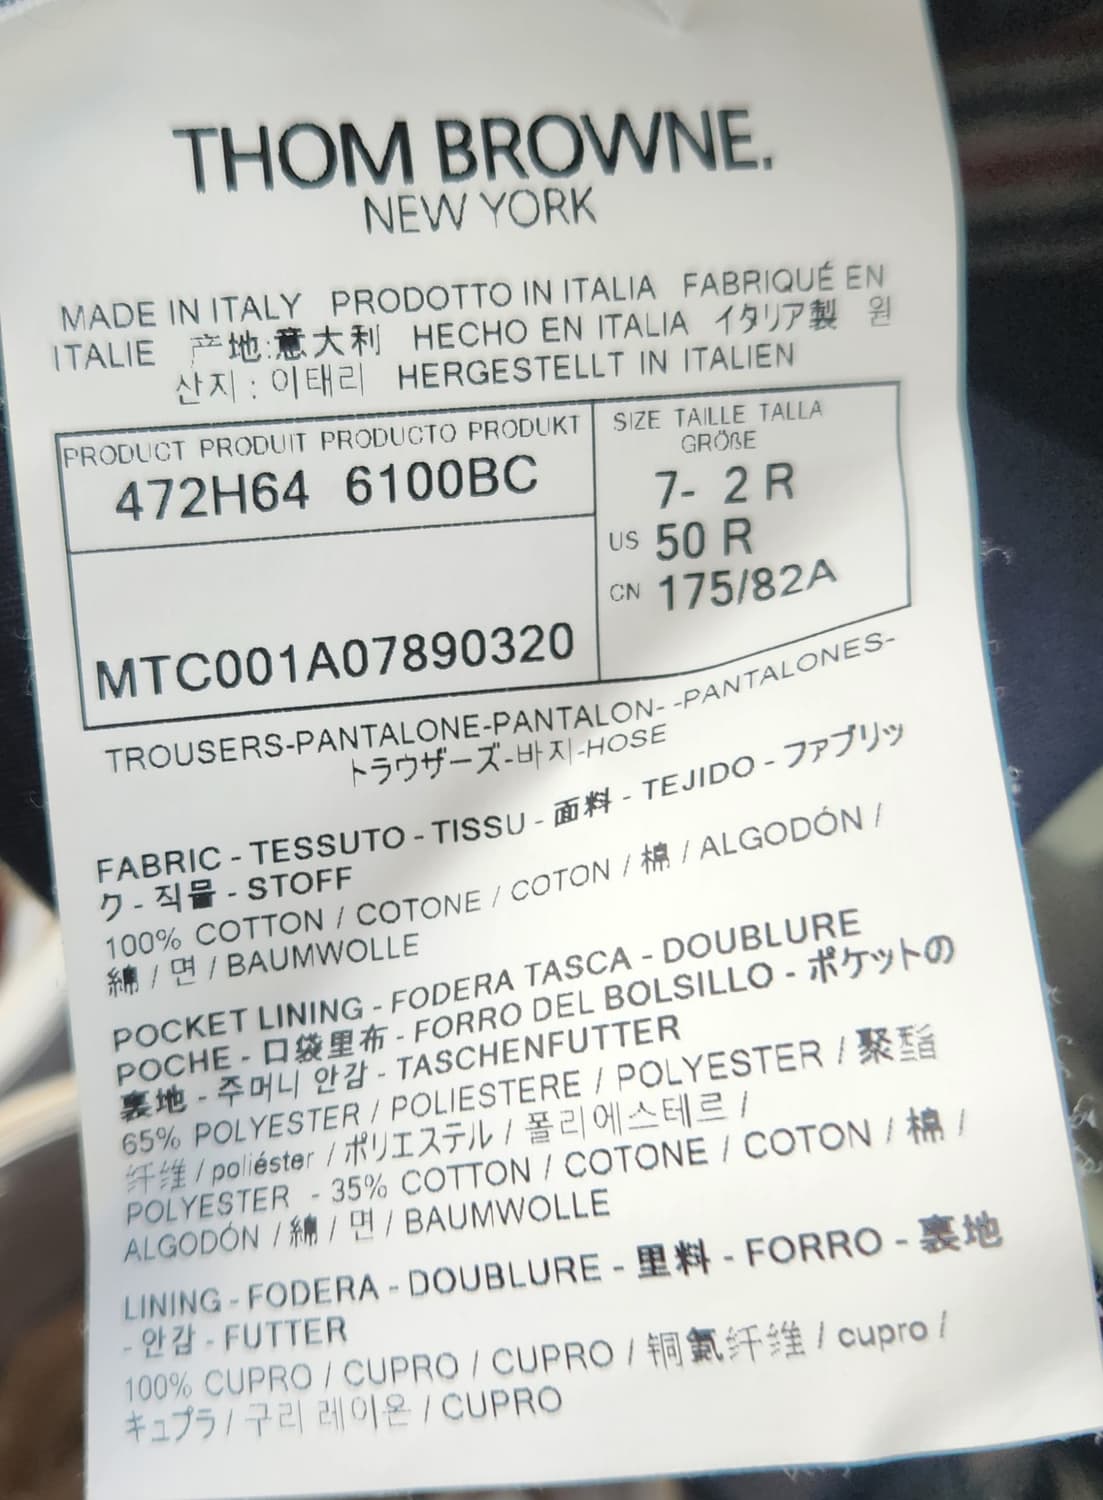 THOM BROWNE.
NEW YORK
MADE IN ITALY PRODOTTO IN ITALIA FABRIQUÉ EN
ITALIE 产地:意大利 HECHO EN ITALIA イタリア製 원
산지 : 이태리 HERGESTELLT IN ITALIEN
PRODUCT PRODUIT PRODUCTO PRODUKT
472H64 6100BC
MTC001A07890320
SIZE TAILLE TALLA
GRÖßE
7- 2 R
US 50 R
CN 175/82A
TROUSERS-PANTALONE-PANTALON- -PANTALONES-
トラウザーズ-바지-HOSE
FABRIC - TESSUTO - TISSU - 面料 - TEJIDO - ファブリッ
ク - 직물 - STOFF
100% COTTON / COTONE / COTON / 棉 / ALGODÓN /
綿 / 면 / BAUMWOLLE
POCKET LINING - FODERA TASCA - DOUBLURE
POCHE - 口袋里布 - FORRO DEL BOLSILLO - ポケットの
裏地 - 주머니 안감 - TASCHENFUTTER
65% POLYESTER / POLIESTERE / POLYESTER / 聚酯
纤维 / poliéster / ポリエステル / 폴리에스테르 /
POLYESTER - 35% COTTON / COTONE / COTON / 棉 /
ALGODÓN / 綿 / 면 / BAUMWOLLE
LINING - FODERA - DOUBLURE - 里料 - FORRO - 裏地
- 안감 - FUTTER
100% CUPRO / CUPRO / CUPRO / 铜氨纤维 / cupro /
キュプラ / 구리 레이온 / CUPRO